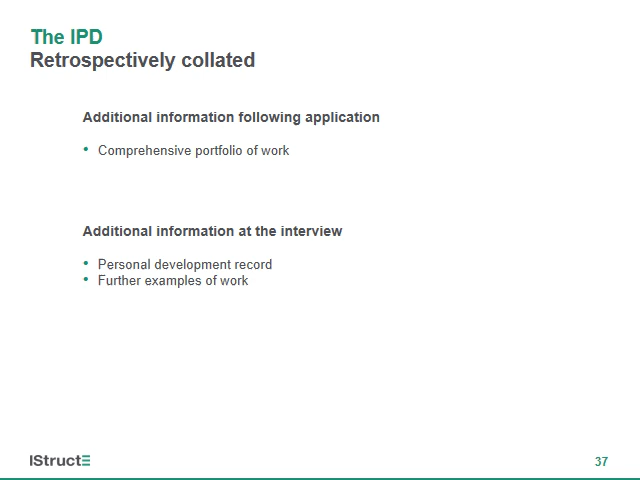 The IPD
Retrospectively collated
Additional information following application
• Comprehensive portfolio of work
Additional information at the interview
• Personal development record
• Further examples of work
IStructE
37